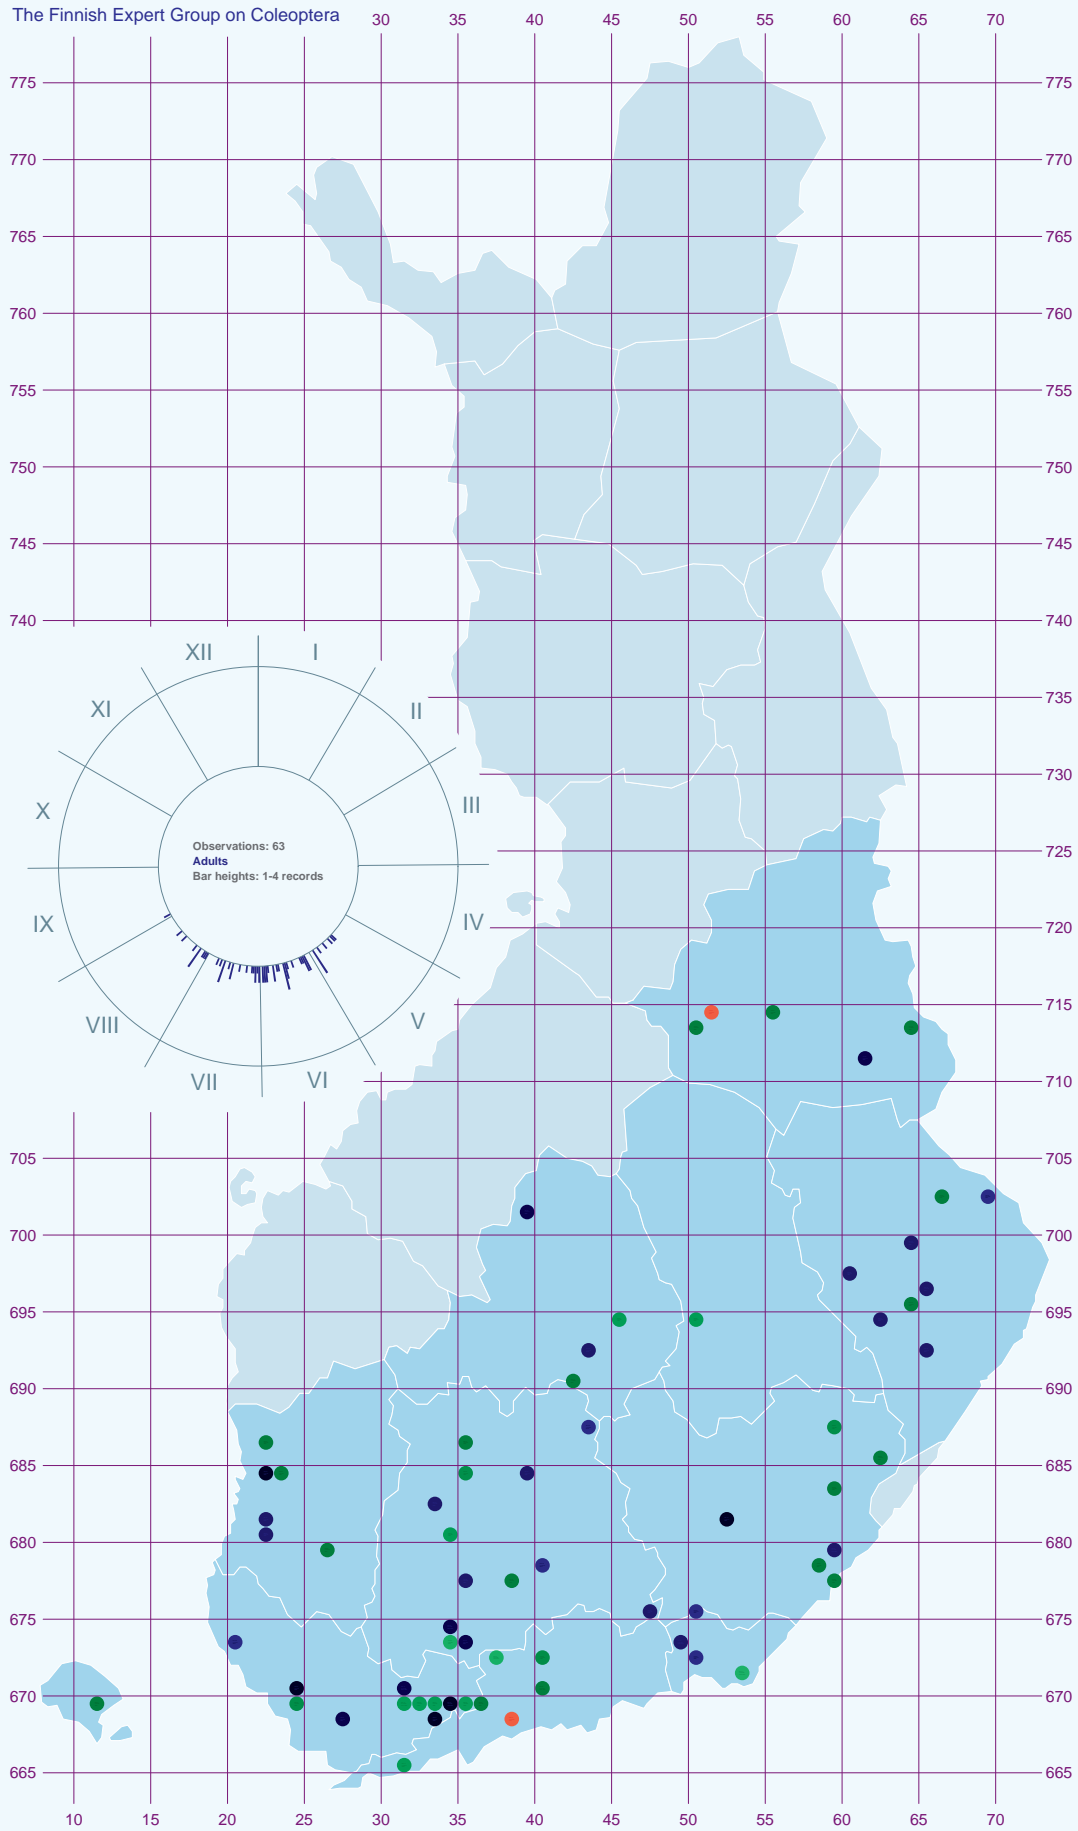 The Finnish Expert Group on Coleoptera 30 35 40 45 50 55 60 65 70
775 775
770 770
765 765
760 760
755 755
750 750
745 745
740 740
735
730
725
720
715
710
705 705
700 700
695 695
690 690
685 685
680 680
675 675
670 670
665 665
10 15 20 25 30 35 40 45 50 55 60 65 70
XII I
XI II
X III
IX IV
VIII V
VII VI
Observations: 63
Adults
Bar heights: 1-4 records